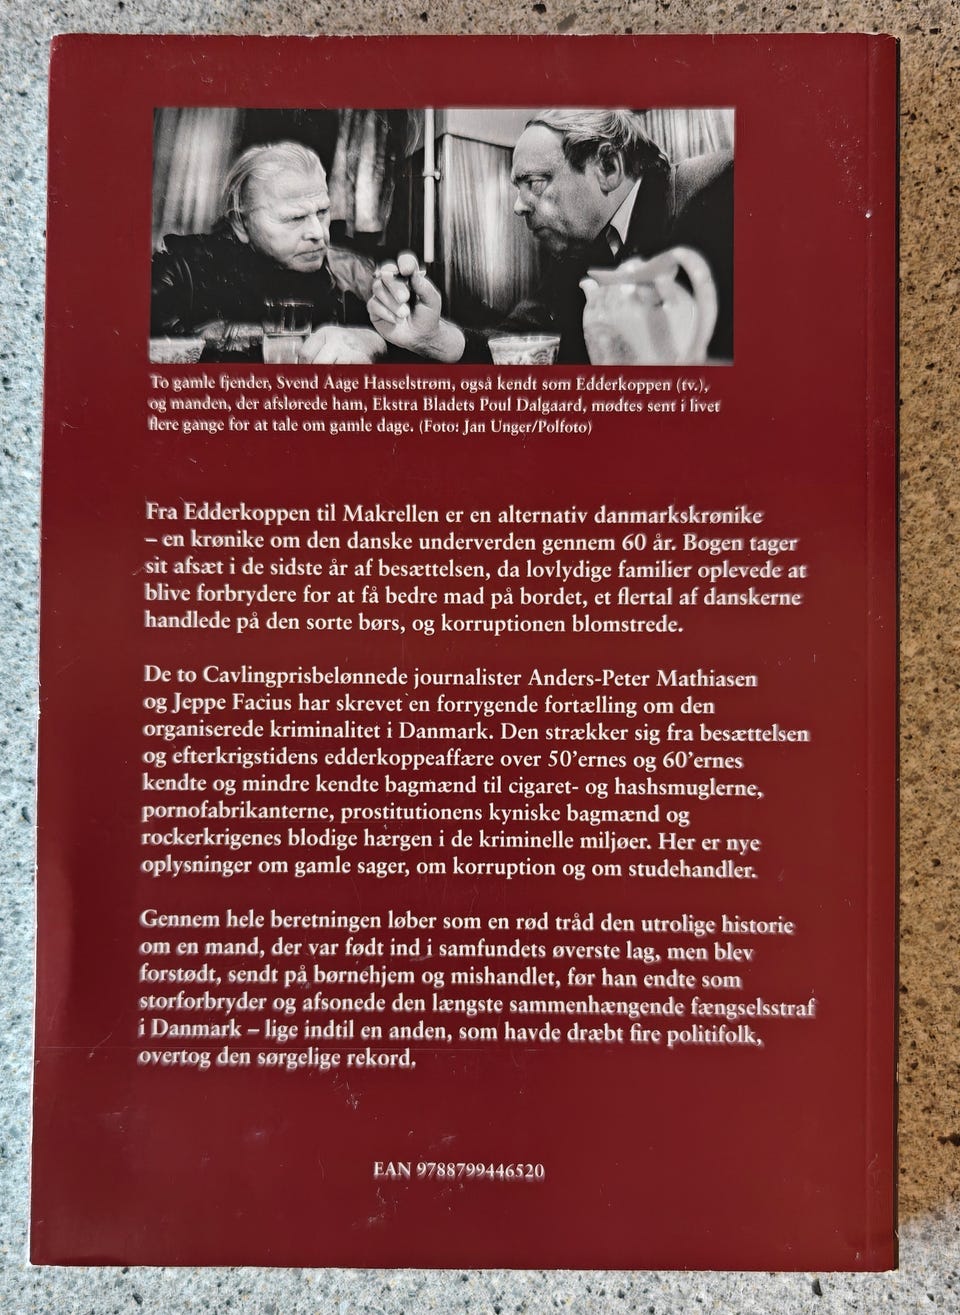 To gamle fjender, Svend Aage Hasselstrøm, også kendt som Edderkoppen (tv.),
og manden, der afslørede ham, Ekstra Bladets Poul Dalgaard, mødtes sent i livet
flere gange for at tale om gamle dage. (Foto: Jan Unger/Polfoto)
Fra Edderkoppen til Makrellen er en alternativ danmarkskrønike
– en krønike om den danske underverden gennem 60 år. Bogen tager
sit afsæt i de sidste år af besættelsen, da lovlydige familier oplevede at
blive forbrydere for at få bedre mad på bordet, et flertal af danskerne
handlede på den sorte børs, og korruptionen blomstrede.
De to Cavlingprisbelønnede journalister Anders-Peter Mathiasen
og Jeppe Facius har skrevet en forrygende fortælling om den
organiserede kriminalitet i Danmark. Den strækker sig fra besættelsen
og efterkrigstidens edderkoppeaffære over 50'ernes og 60'ernes
kendte og mindre kendte bagmænd til cigaret- og hashsmuglerne,
pornofabrikanterne, prostitutionens kyniske bagmænd og
rockerkrigenes blodige hærgen i de kriminelle miljøer. Her er nye
oplysninger om gamle sager, om korruption og om studehandler.
Gennem hele beretningen løber som en rød tråd den utrolige historie
om en mand, der var født ind i samfundets øverste lag, men blev
forstødt, sendt på børnehjem og mishandlet, før han endte som
storforbryder og afsonede den længste sammenhængende fængselsstraf
i Danmark – lige indtil en anden, som havde dræbt fire politifolk,
overtog den sørgelige rekord.
EAN 9788799446520